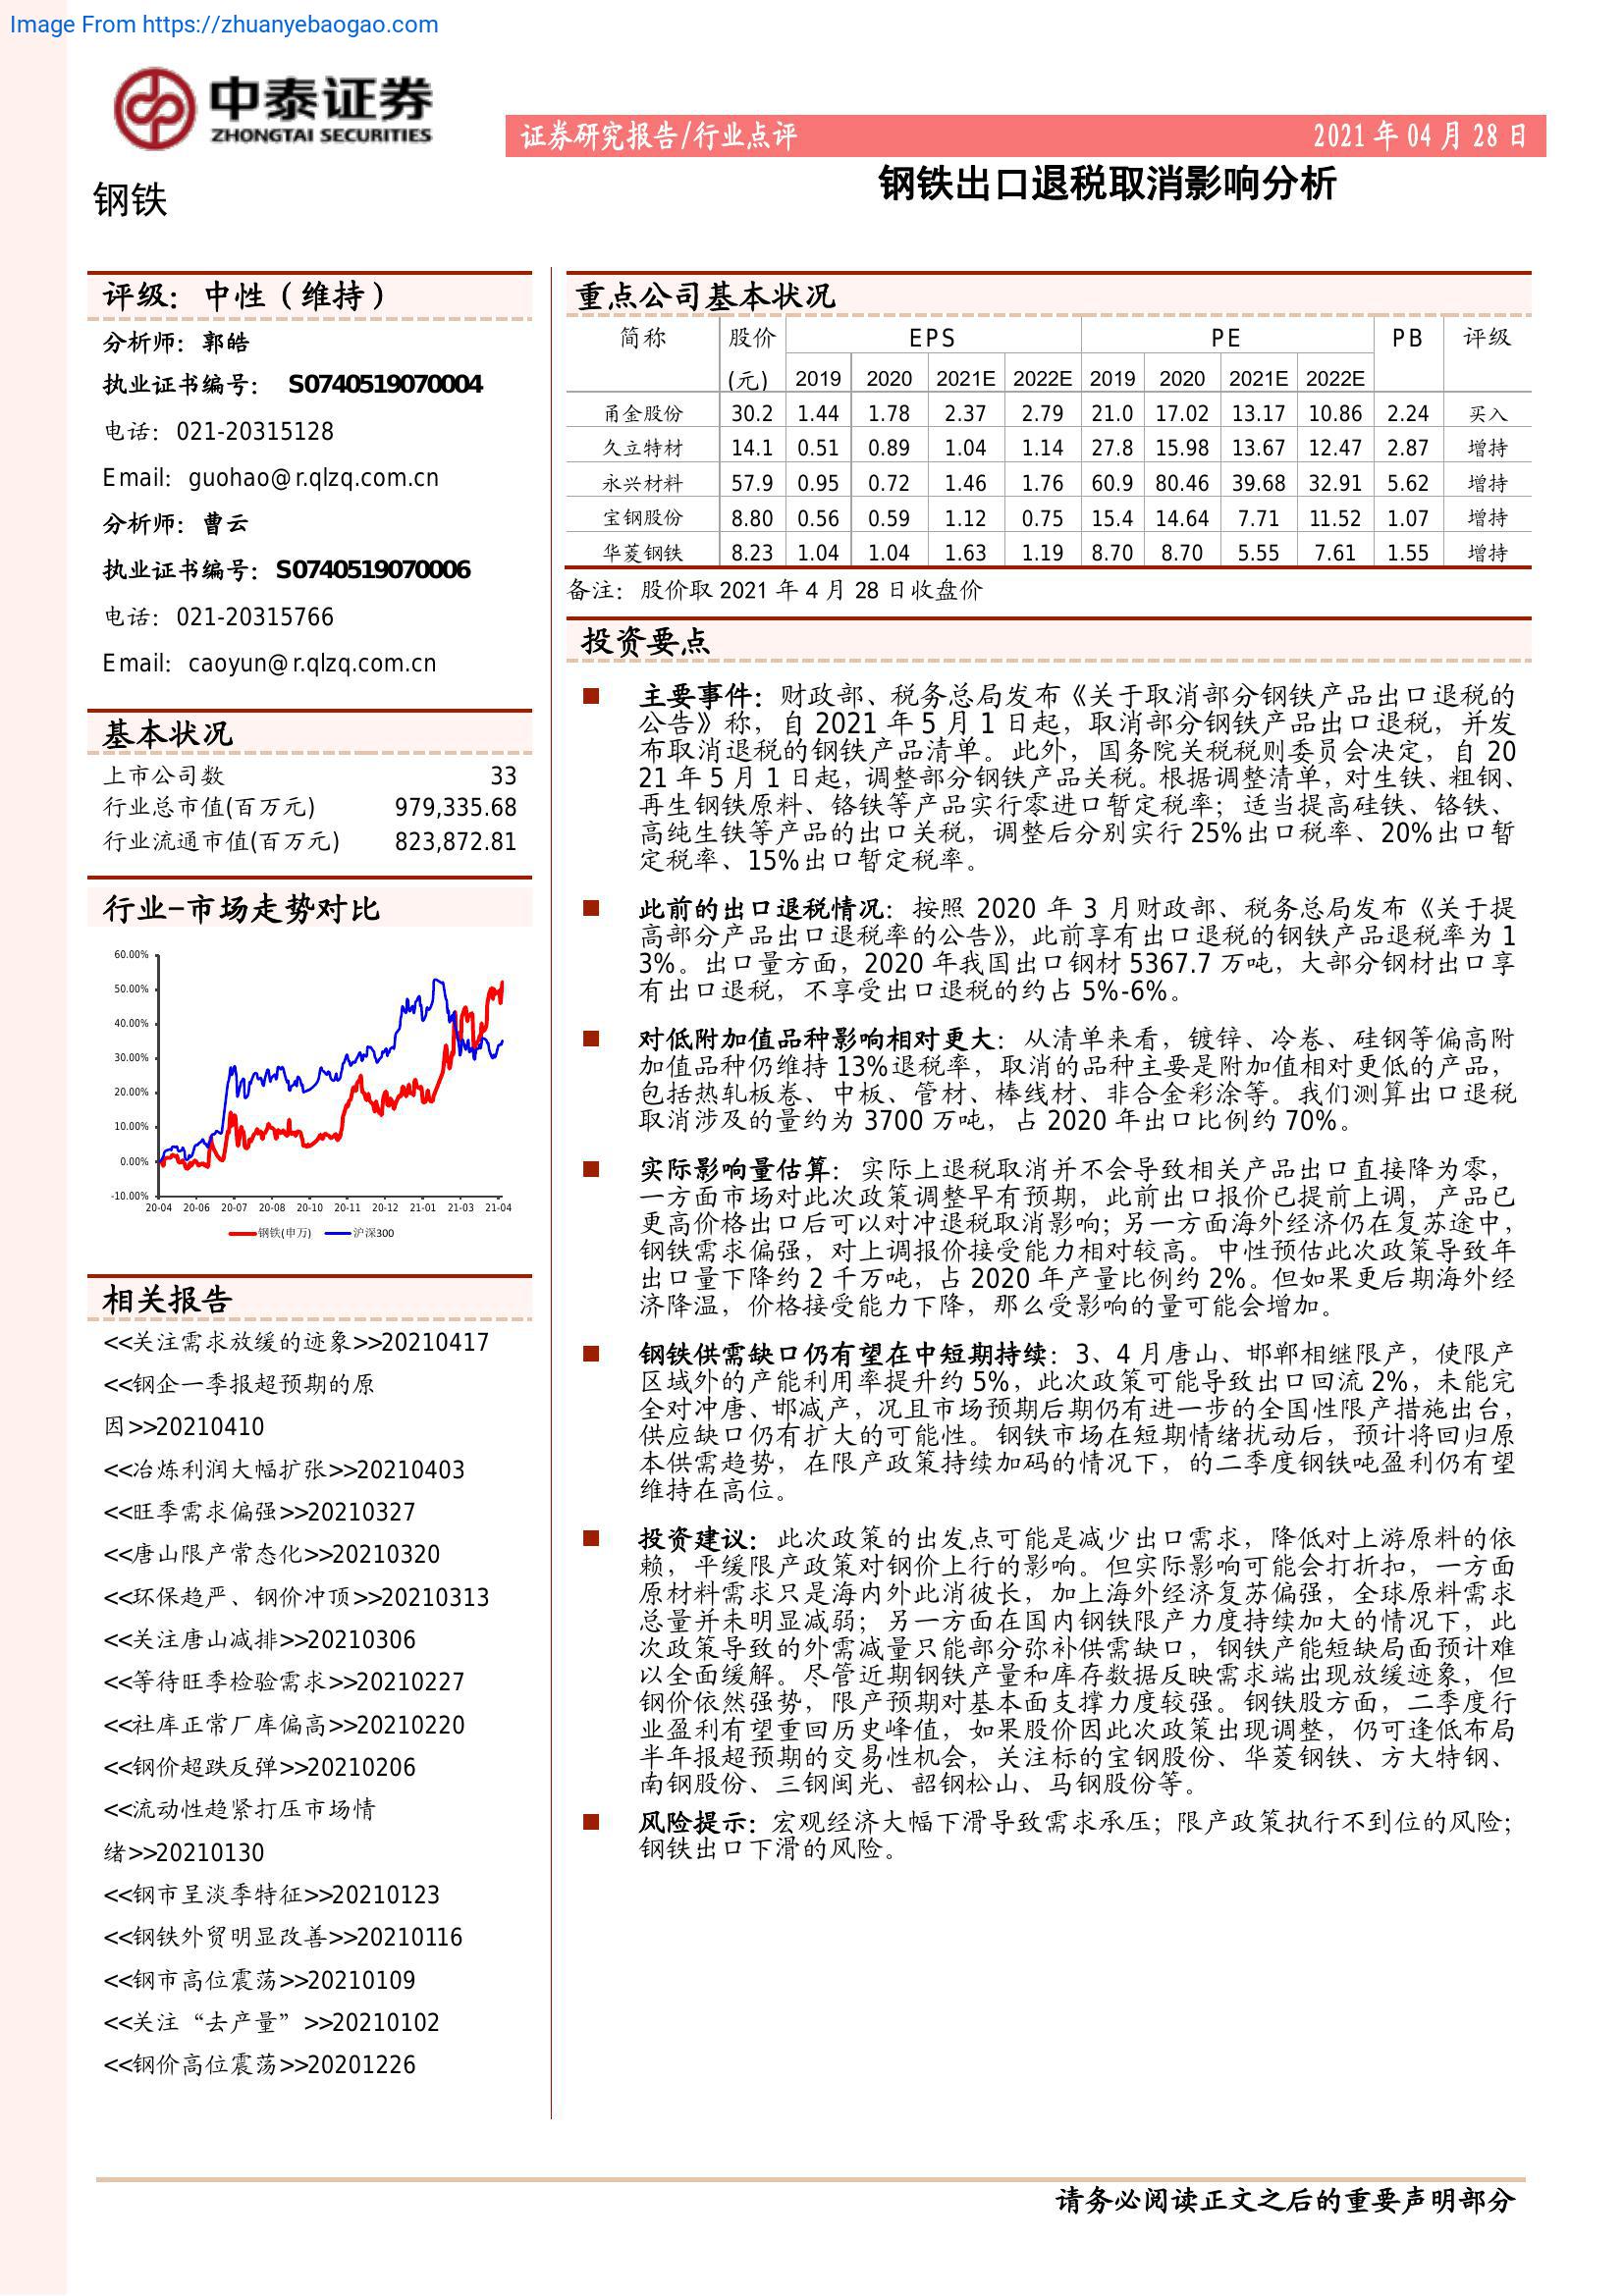 Image From https://zhuanyebaogao.com
中泰证券
ZHONGTAI SECURITIES
证券研究报告/行业点评 2021 年 04 月 28 日
钢铁出口退税取消影响分析
钢铁
评级：中性（维持）
分析师：郭皓
执业证书编号： S0740519070004
电话：021-20315128
Email：guohao@r.qlzq.com.cn
分析师：曹云
执业证书编号：S0740519070006
电话：021-20315766
Email：caoyun@r.qlzq.com.cn
基本状况
上市公司数 33
行业总市值(百万元) 979,335.68
行业流通市值(百万元) 823,872.81
行业-市场走势对比
60.00%
50.00%
40.00%
30.00%
20.00%
10.00%
0.00%
-10.00%
20-04 20-06 20-07 20-08 20-10 20-11 20-12 21-01 21-03 21-04
钢铁(申万) 沪深300
相关报告
<<关注需求放缓的迹象>>20210417
<<钢企一季报超预期的原
因>>20210410
<<冶炼利润大幅扩张>>20210403
<<旺季需求偏强>>20210327
<<唐山限产常态化>>20210320
<<环保趋严、钢价冲顶>>20210313
<<关注唐山减排>>20210306
<<等待旺季检验需求>>20210227
<<社库正常厂库偏高>>20210220
<<钢价超跌反弹>>20210206
<<流动性趋紧打压市场情
绪>>20210130
<<钢市呈淡季特征>>20210123
<<钢铁外贸明显改善>>20210116
<<钢市高位震荡>>20210109
<<关注“去产量”>>20210102
<<钢价高位震荡>>20201226
重点公司基本状况
简称 股价 EPS PE PB 评级
(元) 2019 2020 2021E 2022E 2019 2020 2021E 2022E
甬金股份 30.2 1.44 1.78 2.37 2.79 21.0 17.02 13.17 10.86 2.24 买入
久立特材 14.1 0.51 0.89 1.04 1.14 27.8 15.98 13.67 12.47 2.87 增持
永兴材料 57.9 0.95 0.72 1.46 1.76 60.9 80.46 39.68 32.91 5.62 增持
宝钢股份 8.80 0.56 0.59 1.12 0.75 15.4 14.64 7.71 11.52 1.07 增持
华菱钢铁 8.23 1.04 1.04 1.63 1.19 8.70 8.70 5.55 7.61 1.55 增持
备注：股价取 2021 年 4 月 28 日收盘价
投资要点
主要事件：财政部、税务总局发布《关于取消部分钢铁产品出口退税的
公告》称，自 2021 年 5 月 1 日起，取消部分钢铁产品出口退税，并发
布取消退税的钢铁产品清单。此外，国务院关税税则委员会决定，自 20
21 年 5 月 1 日起，调整部分钢铁产品关税。根据调整清单，对生铁、粗钢、
再生钢铁原料、铬铁等产品实行零进口暂定税率；适当提高硅铁、铬铁、
高纯生铁等产品的出口关税，调整后分别实行 25%出口税率、20%出口暂
定税率、15%出口暂定税率。
此前的出口退税情况：按照 2020 年 3 月财政部、税务总局发布《关于提
高部分产品出口退税率的公告》，此前享有出口退税的钢铁产品退税率为 1
3%。出口量方面，2020 年我国出口钢材 5367.7 万吨，大部分钢材出口享
有出口退税，不享受出口退税的约占 5%-6%。
对低附加值品种影响相对更大：从清单来看，镀锌、冷卷、硅钢等偏高附
加值品种仍维持 13%退税率，取消的品种主要是附加值相对更低的产品，
包括热轧板卷、中板、管材、棒线材、非合金彩涂等。我们测算出口退税
取消涉及的量约为 3700 万吨，占 2020 年出口比例约 70%。
实际影响量估算：实际上退税取消并不会导致相关产品出口直接降为零，
一方面市场对此次政策调整早有预期，此前出口报价已提前上调，产品已
更高价格出口后可以对冲退税取消影响；另一方面海外经济仍在复苏途中，
钢铁需求偏强，对上调报价接受能力相对较高。中性预估此次政策导致年
出口量下降约 2 千万吨，占 2020 年产量比例约 2%。但如果更后期海外经
济降温，价格接受能力下降，那么受影响的量可能会增加。
钢铁供需缺口仍有望在中短期持续：3、4 月唐山、邯郸相继限产，使限产
区域外的产能利用率提升约 5%，此次政策可能导致出口回流 2%，未能完
全对冲唐、邯减产，况且市场预期后期仍有进一步的全国性限产措施出台，
供应缺口仍有扩大的可能性。钢铁市场在短期情绪扰动后，预计将回归原
本供需趋势，在限产政策持续加码的情况下，的二季度钢铁吨盈利仍有望
维持在高位。
投资建议：此次政策的出发点可能是减少出口需求，降低对上游原料的依
赖，平缓限产政策对钢价上行的影响。但实际影响可能会打折扣，一方面
原材料需求只是海内外此消彼长，加上海外经济复苏偏强，全球原料需求
总量并未明显减弱；另一方面在国内钢铁限产力度持续加大的情况下，此
次政策导致的外需减量只能部分弥补供需缺口，钢铁产能短缺局面预计难
以全面缓解。尽管近期钢铁产量和库存数据反映需求端出现放缓迹象，但
钢价依然强势，限产预期对基本面支撑力度较强。钢铁股方面，二季度行
业盈利有望重回历史峰值，如果股价因此次政策出现调整，仍可逢低布局
半年报超预期的交易性机会，关注标的宝钢股份、华菱钢铁、方大特钢、
南钢股份、三钢闽光、韶钢松山、马钢股份等。
风险提示：宏观经济大幅下滑导致需求承压；限产政策执行不到位的风险；
钢铁出口下滑的风险。
请务必阅读正文之后的重要声明部分